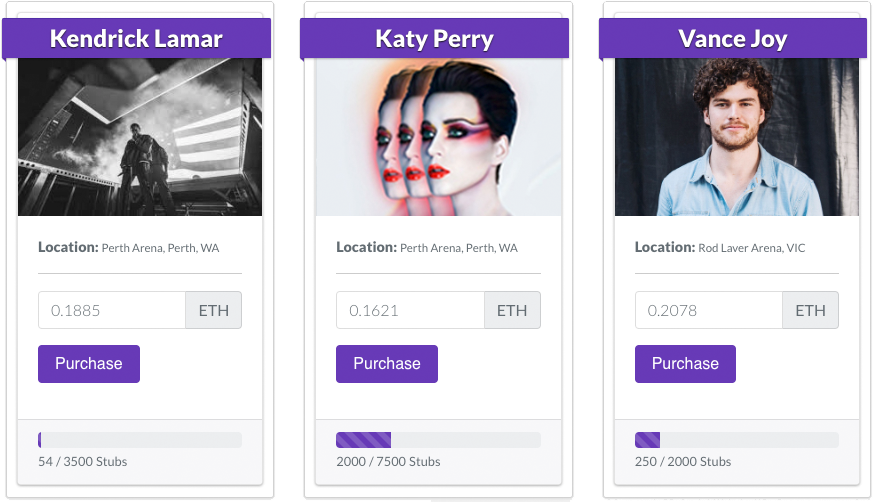 Kendrick Lamar
Location: Perth Arena, Perth, WA
0.1885 ETH
Purchase
54 / 3500 Stubs
Katy Perry
Location: Perth Arena, Perth, WA
0.1621 ETH
Purchase
2000 / 7500 Stubs
Vance Joy
Location: Rod Laver Arena, VIC
0.2078 ETH
Purchase
250 / 2000 Stubs